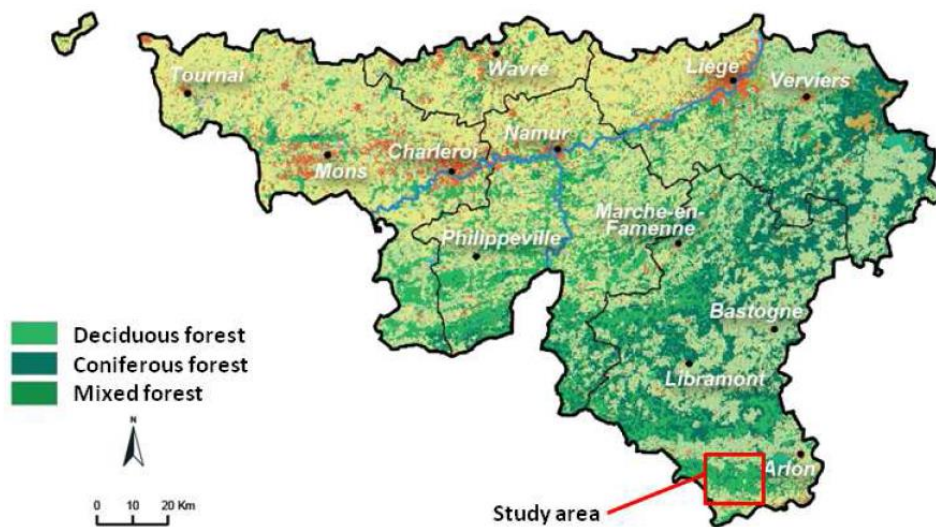 Tournai
Wavre
Liege
Verviers
Mons
Charleroi
Namur
Philippeville
Marche-en-
Famenne
Bastogne
Libramont
Arlon
Deciduous forest
Coniferous forest
Mixed forest
N
0 10 20 Km
Study area